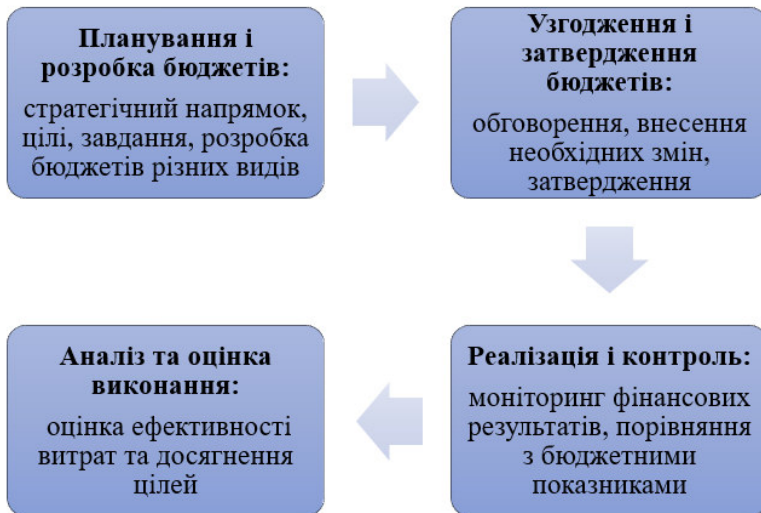 Планування і
розробка бюджетів:
стратегічний напрямок,
цілі, завдання, розробка
бюджетів різних видів
Узгодження і
затвердження
бюджетів:
обговорення, внесення
необхідних змін,
затвердження
Реалізація і контроль:
моніторинг фінансових
результатів, порівняння
з бюджетними
показниками
Аналіз та оцінка
виконання:
оцінка ефективності
витрат та досягнення
цілей